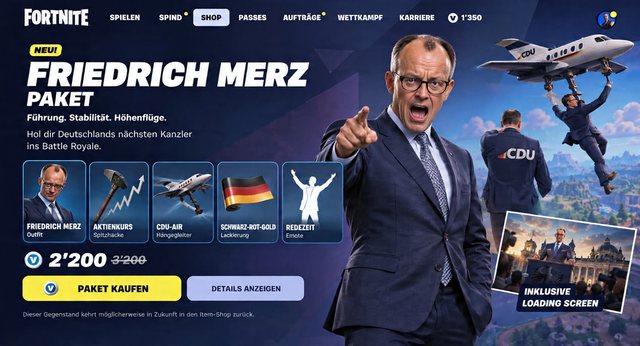 FORTNITE
SPIELEN SPIND SHOP PASSES AUFTRÄGE WETTKAMPF KARRIERE V 1'350
NEU!
FRIEDRICH MERZ
PAKET
Führung. Stabilität. Höhenflüge.
Hol dir Deutschlands nächsten Kanzler
ins Battle Royale.
FRIEDRICH MERZ
Outfit
AKTIENKURS
Spitzhacke
CDU-AIR
Hängegleiter
SCHWARZ-ROT-GOLD
Lackierung
REDEZEIT
Emote
V 2'200 3'200
V PAKET KAUFEN
DETAILS ANZEIGEN
Dieser Gegenstand kehrt möglicherweise in Zukunft in den Item-Shop zurück.
CDU
CDU
INKLUSIVE
LOADING SCREEN